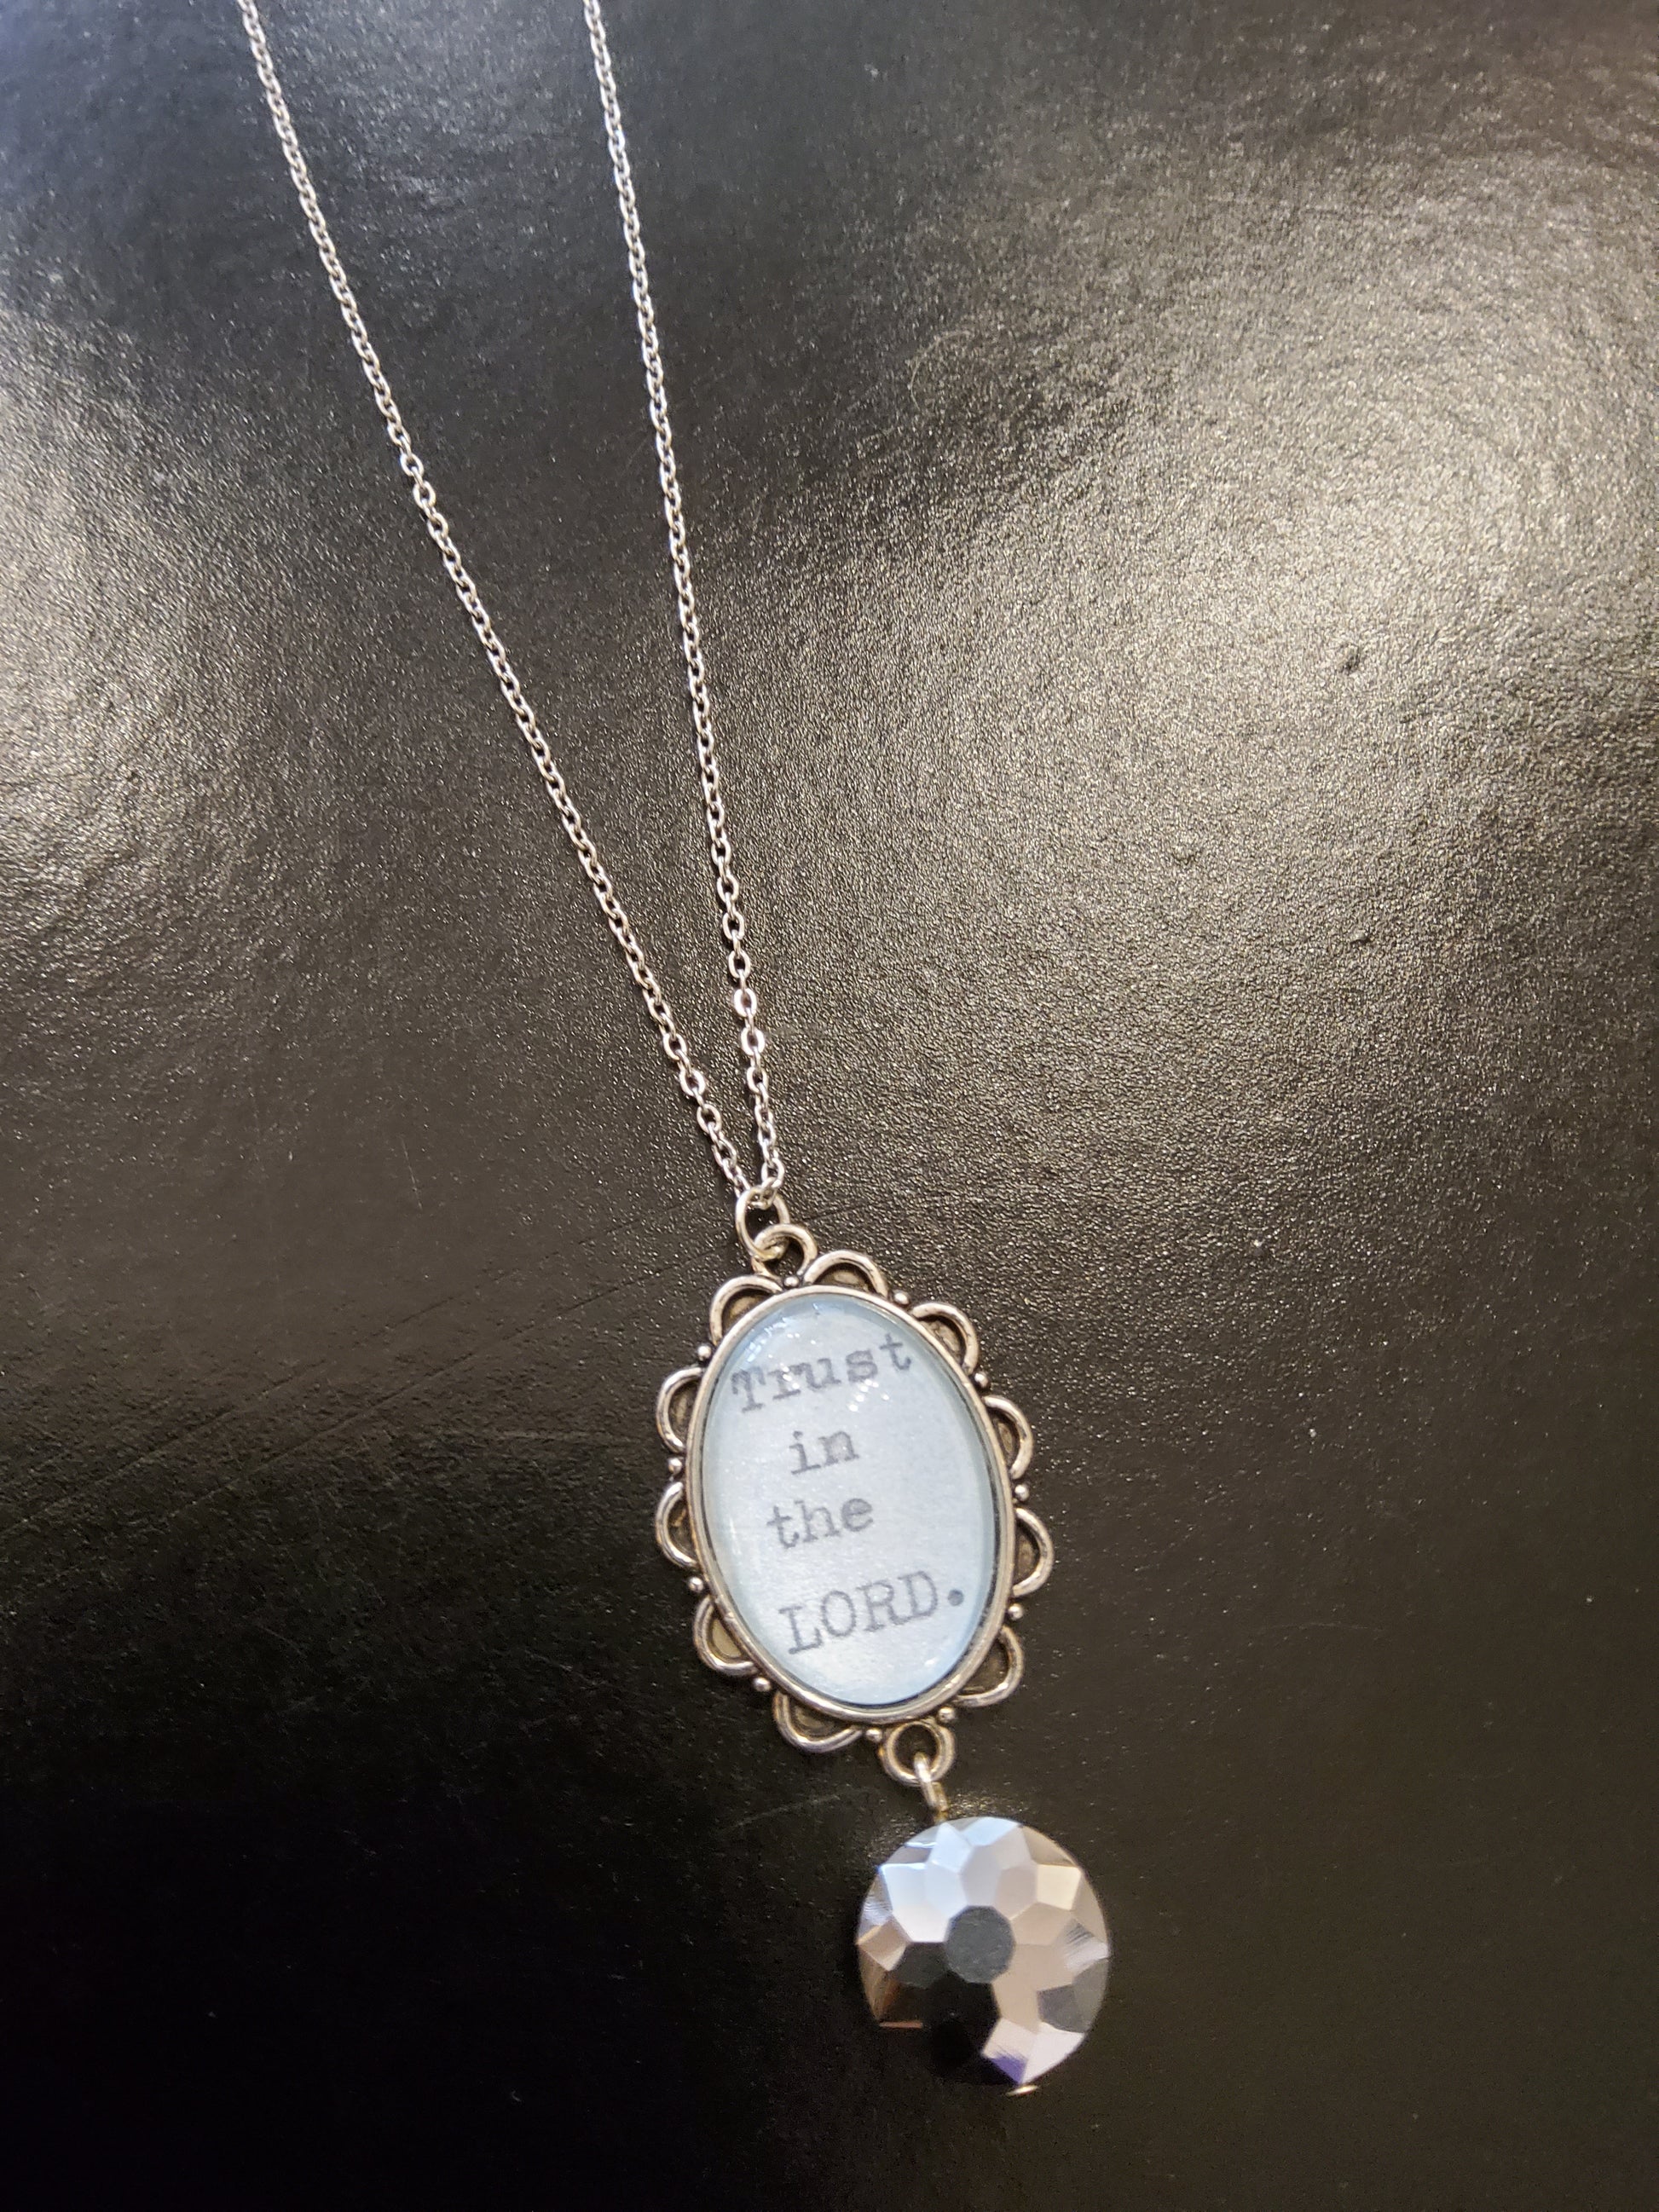 Trust
in
the
LORD.